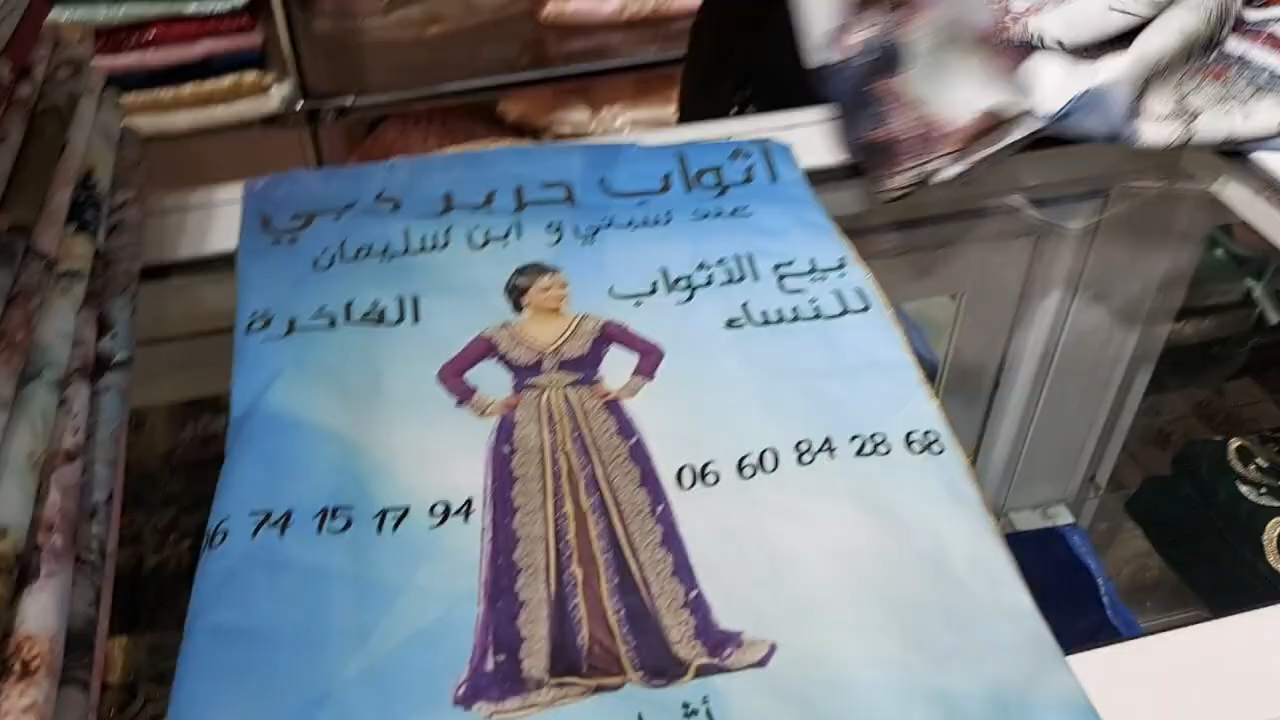 أثواب حرير دبي
عند سبتي و ابن سليمان
بيع الأثواب
للنساء
الفاخرة
06 60 84 28 68
06 74 15 17 94